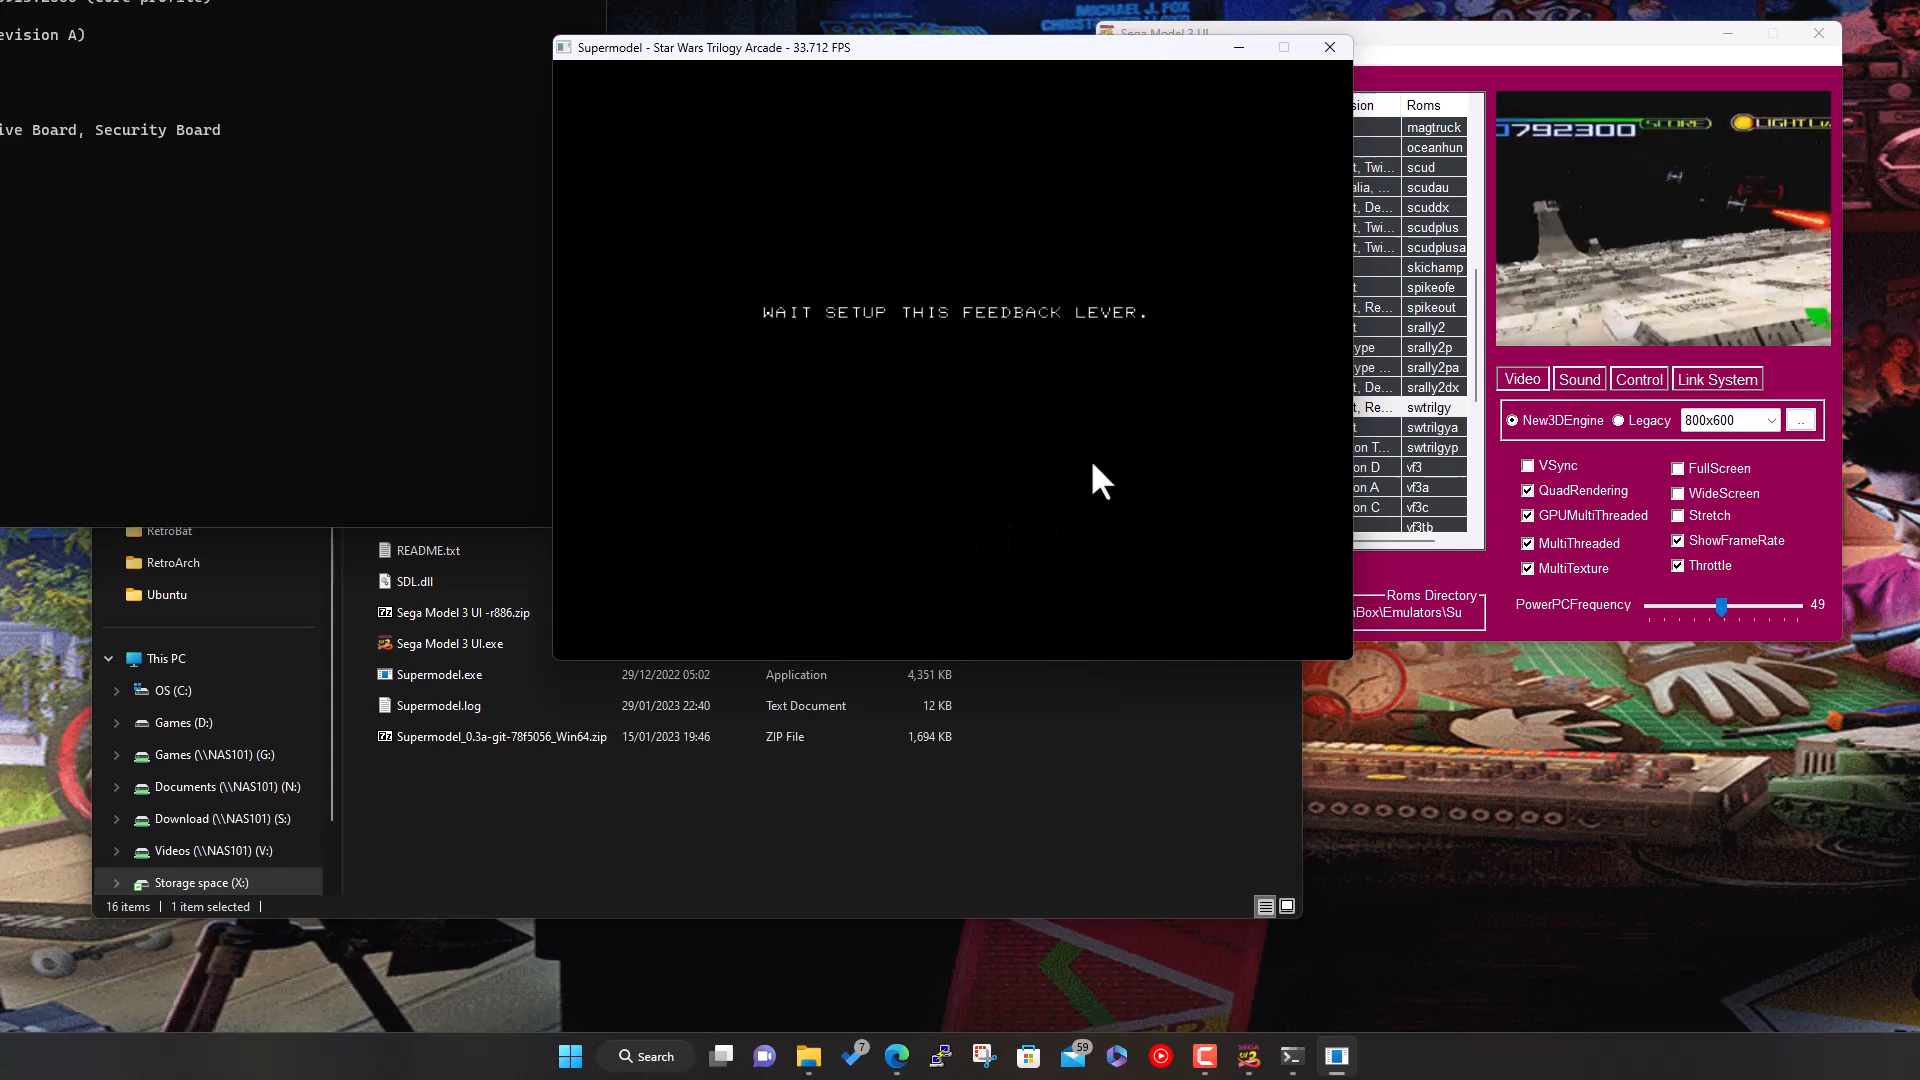 evision A)
ive Board, Security Board
MICHAEL J. FOX
Supermodel - Star Wars Trilogy Arcade - 33.712 FPS
WAIT SETUP THIS FEEDBACK LEVER.
Sega Model 3 UI
sion Roms
magtruck
oceanhun
t, Twi... scud
alia, ... scudau
t, De... scuddx
t, Twi... scudplus
t, Twi... scudplusa
skichamp
t spikeofe
t, Re... spikeout
t srally2
ype srally2p
ype ... srally2pa
t, De... srally2dx
t, Re... swtrilgy
t swtrilgya
on T... swtrilgyp
on D vf3
on A vf3a
on C vf3c
vf3tb
Roms Directory
nBox\Emulators\Su
0792300 SCORE LIGHT
Video Sound Control Link System
New3DEngine Legacy 800x600 ..
VSync FullScreen
QuadRendering WideScreen
GPUMultiThreaded Stretch
MultiThreaded ShowFrameRate
MultiTexture Throttle
PowerPCFrequency 49
RetroBat
RetroArch
Ubuntu
This PC
OS (C:)
Games (D:)
Games (\\NAS101) (G:)
Documents (\\NAS101) (N:)
Download (\\NAS101) (S:)
Videos (\\NAS101) (V:)
Storage space (X:)
README.txt
SDL.dll
Sega Model 3 UI -r886.zip
Sega Model 3 UI.exe
Supermodel.exe 29/12/2022 05:02 Application 4,351 KB
Supermodel.log 29/01/2023 22:40 Text Document 12 KB
Supermodel_0.3a-git-78f5056_Win64.zip 15/01/2023 19:46 ZIP File 1,694 KB
16 items 1 item selected
Search
7
59